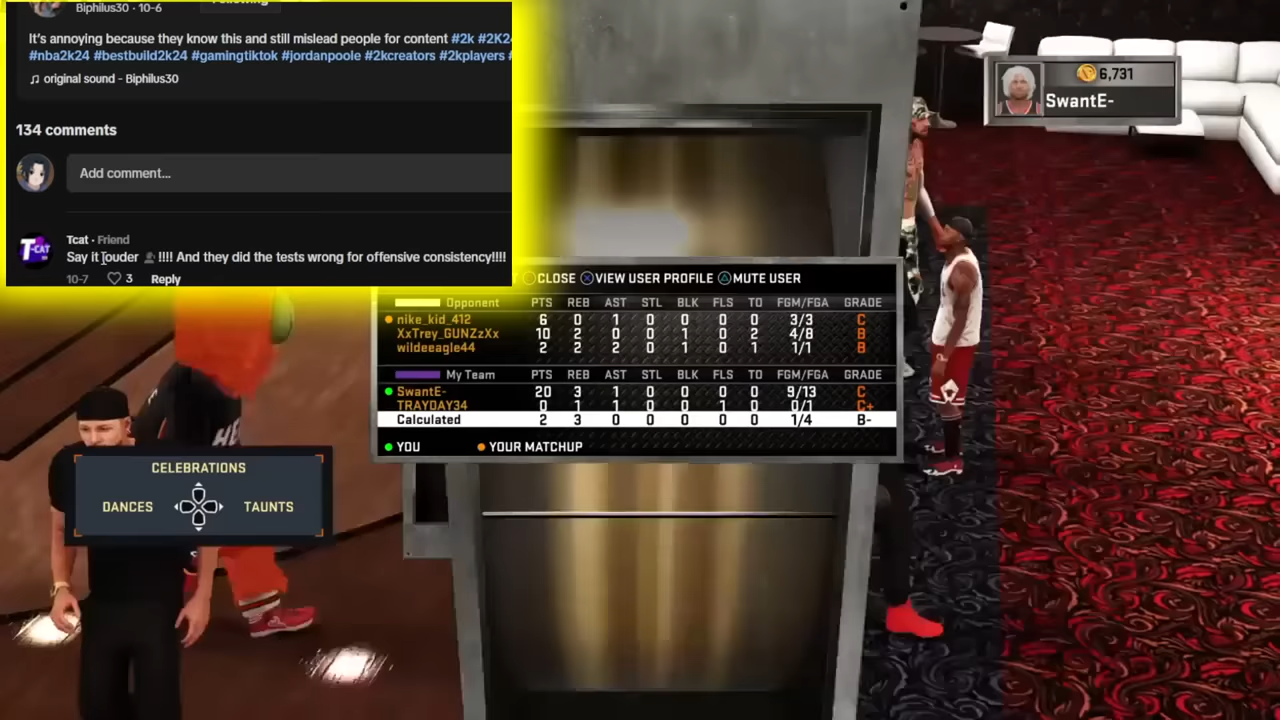 Biphilus30 · 10-6
Following
It's annoying because they know this and still mislead people for content #2k
#nba2k24 #bestbuild2k24 #gamingtiktok #jordanpoole #2kcreators #2kplayers
♫ original sound - Biphilus30
134 comments
Add comment...
T-CAT
Tcat · Friend
Say it louder 🗣!!!! And they did the tests wrong for offensive consistency!!!!
10-7 3 Reply
6,731
SwantE-
CLOSE VIEW USER PROFILE MUTE USER
Opponent PTS REB AST STL BLK FLS TO FGM/FGA GRADE
nike_kid_412 6 0 1 0 0 0 0 3/3 C
XxTrey_GUNZzXx 10 2 0 0 1 0 2 4/8 B
wildeeagle44 2 2 2 0 1 0 1 1/1 B
My Team PTS REB AST STL BLK FLS TO FGM/FGA GRADE
SwantE- 20 3 1 0 0 0 0 9/13 C
TRAYDAY34 0 1 1 0 0 1 0 0/1 C+
Calculated 2 3 0 0 0 0 0 1/4 B-
YOU YOUR MATCHUP
CELEBRATIONS
DANCES TAUNTS